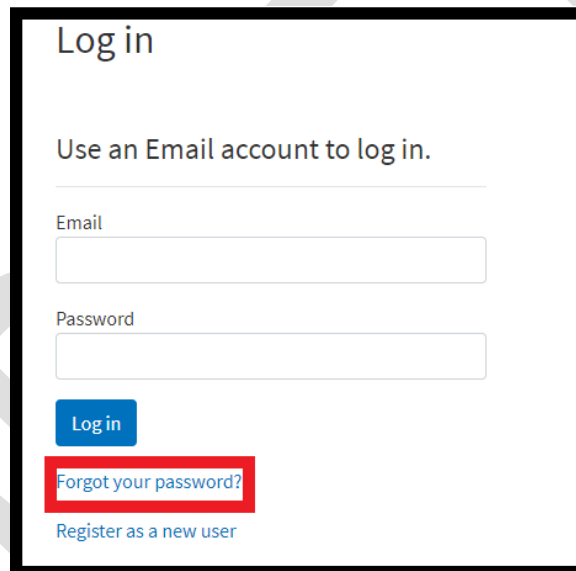 Log in
Use an Email account to log in.
Email
Password
Log in
Forgot your password?
Register as a new user